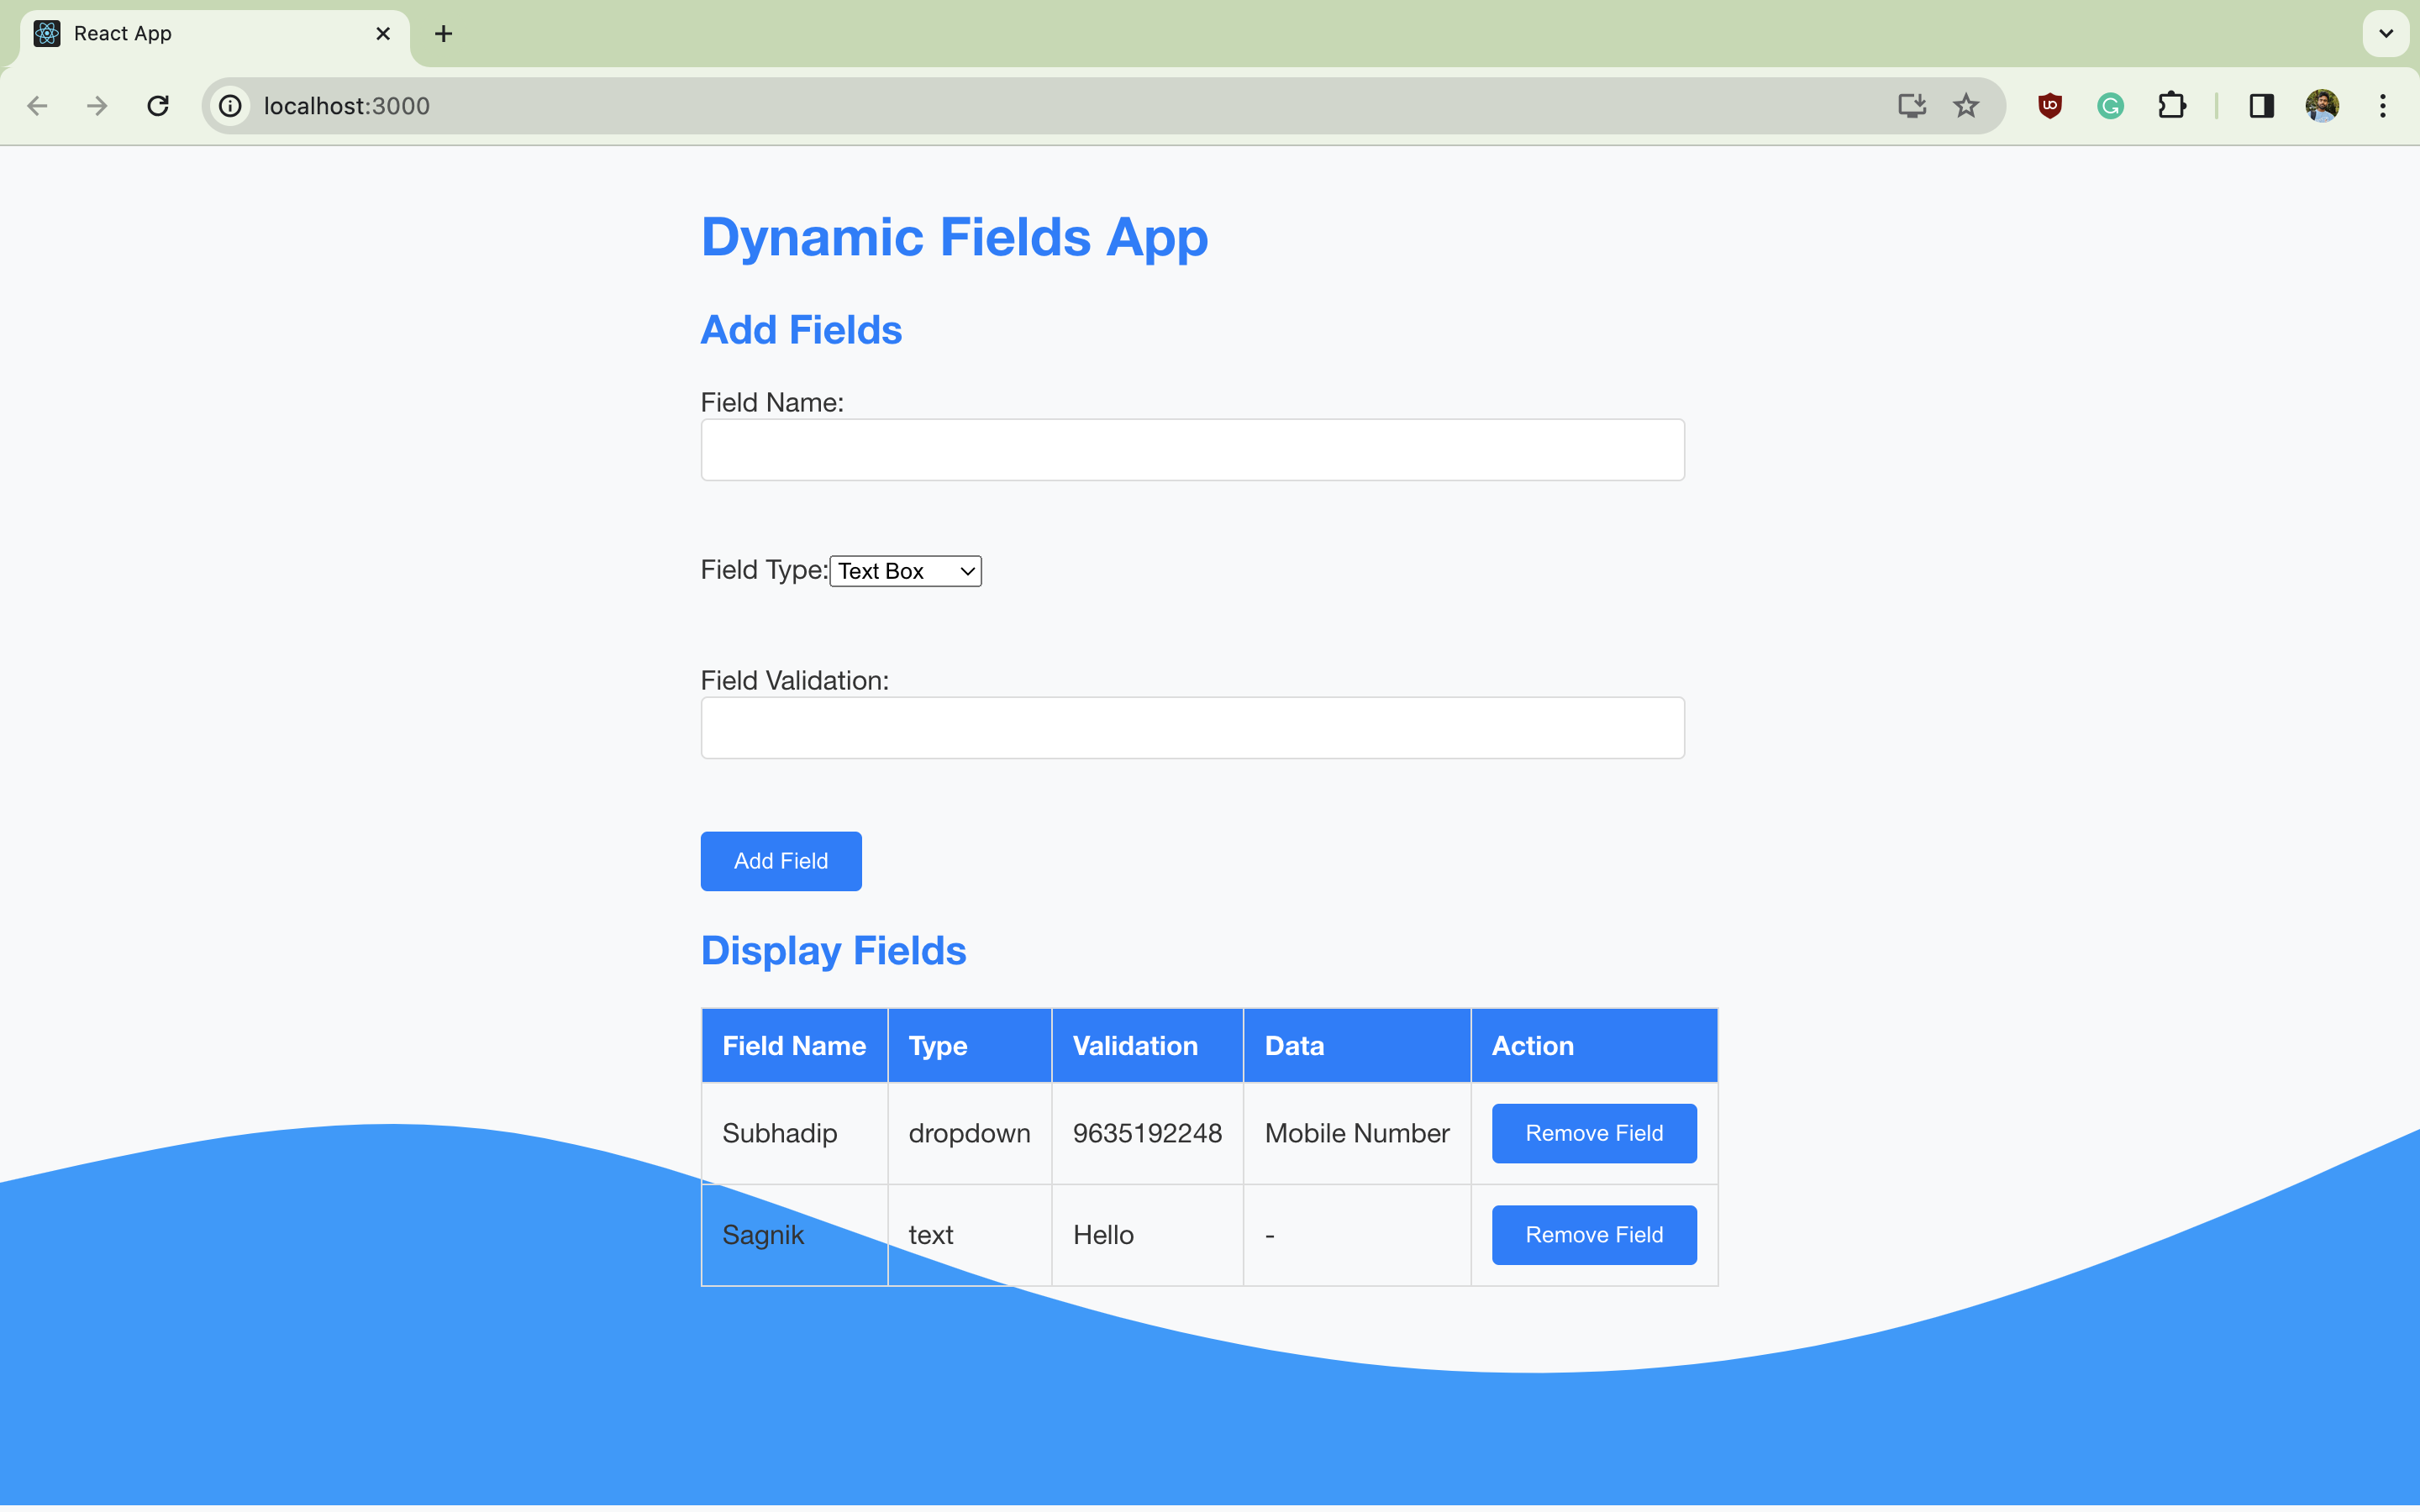 React App
localhost:3000
Dynamic Fields App
Add Fields
Field Name:
Field Type: Text Box
Field Validation:
Add Field
Display Fields
Field Name Type Validation Data Action
Subhadip dropdown 9635192248 Mobile Number Remove Field
Sagnik text Hello - Remove Field